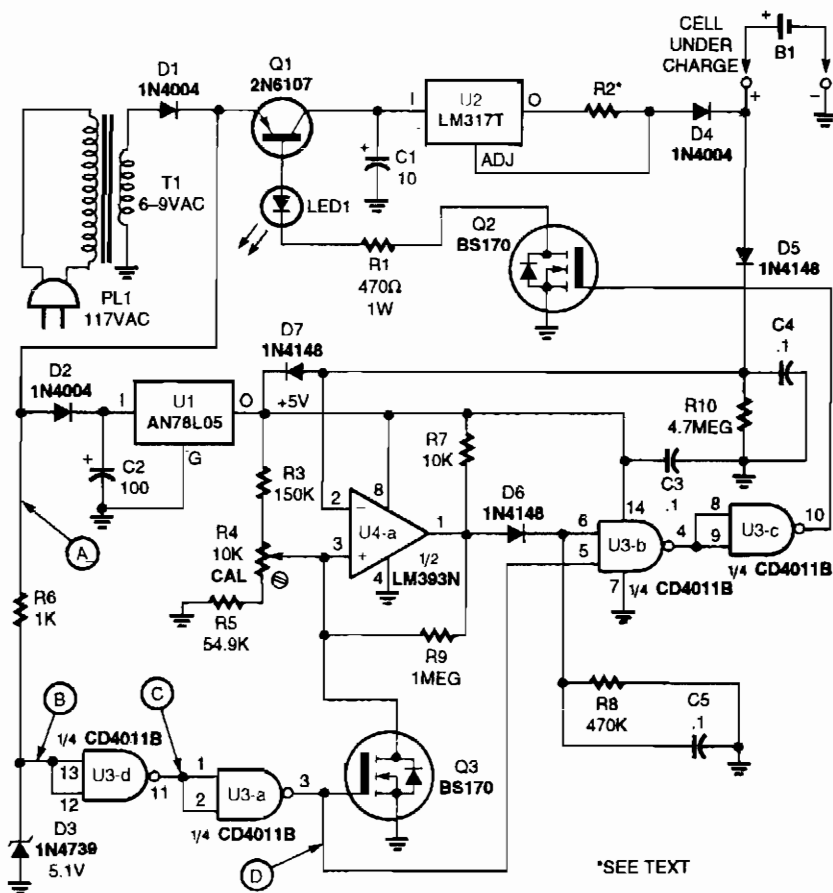 CELL
UNDER
CHARGE
+
B1
+
−
D1
1N4004
Q1
2N6107
I
U2
LM317T
O
ADJ
R2*
D4
1N4004
+
C1
10
T1
6–9VAC
LED1
PL1
117VAC
R1
470Ω
1W
Q2
BS170
D5
1N4148
D7
1N4148
C4
.1
D2
1N4004
I
U1
AN78L05
O
G
+5V
+
C2
100
R3
150K
R7
10K
R10
4.7MEG
C3
.1
R4
10K
CAL
2
−
8
U4-a
1
3
+
4
1/2
LM393N
D6
1N4148
6
5
14
U3-b
4
7
1/4 CD4011B
8
9
U3-c
10
1/4 CD4011B
A
R5
54.9K
R6
1K
R9
1MEG
R8
470K
C5
.1
B
C
1/4 CD4011B
13
12
U3-d
11
1
2
U3-a
3
1/4 CD4011B
Q3
BS170
D3
1N4739
5.1V
D
*SEE TEXT